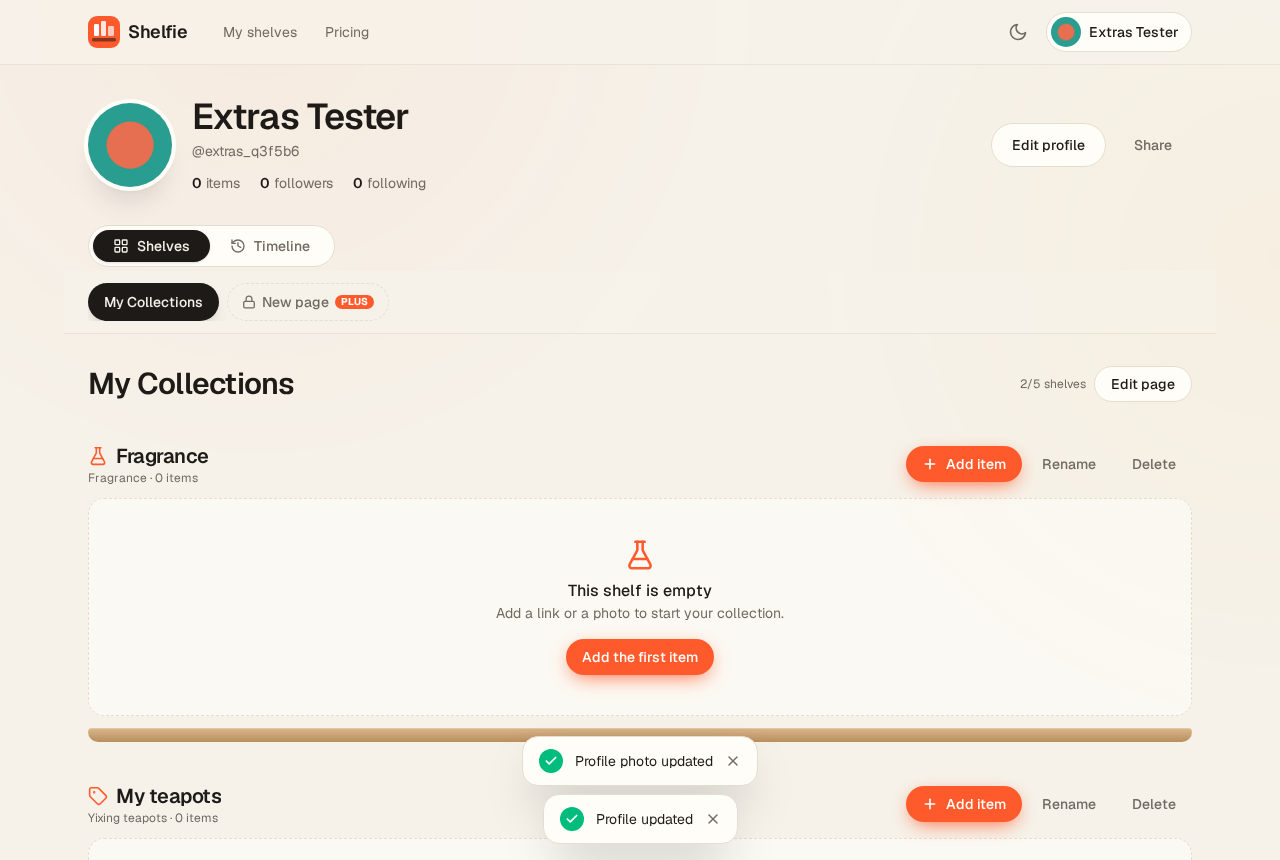 Shelfie
My shelves
Pricing
Extras Tester
Extras Tester
@extras_q3f5b6
0 items 0 followers 0 following
Edit profile
Share
Shelves
Timeline
My Collections
New page PLUS
My Collections
2/5 shelves
Edit page
Fragrance
Fragrance · 0 items
Add item
Rename
Delete
This shelf is empty
Add a link or a photo to start your collection.
Add the first item
Profile photo updated
My teapots
Yixing teapots · 0 items
Add item
Rename
Delete
Profile updated